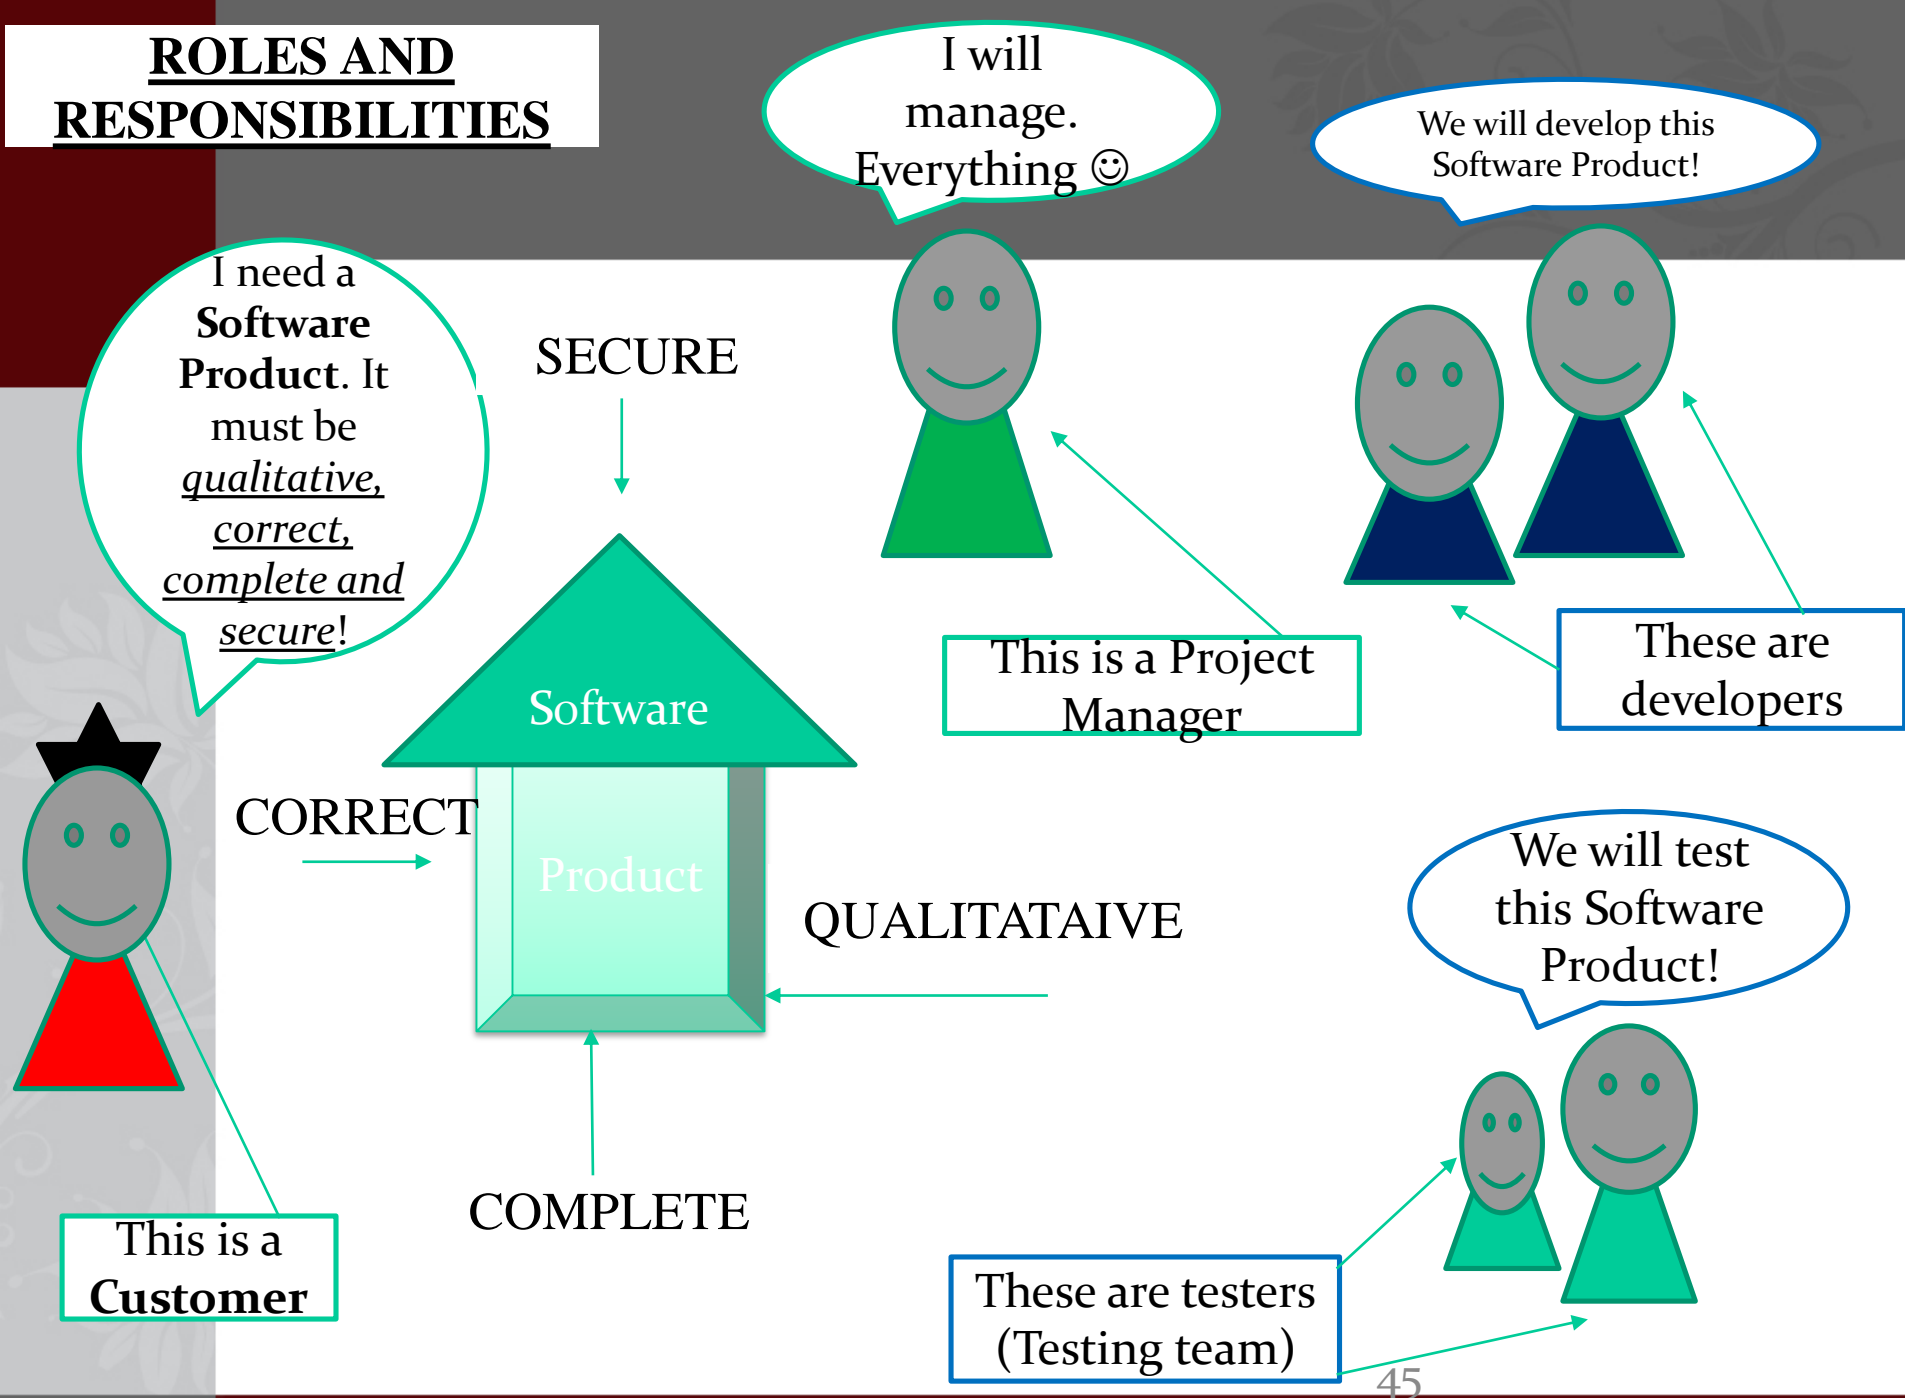 ROLES AND
RESPONSIBILITIES
I will
manage.
Everything ☺
We will develop this
Software Product!
I need a
Software
Product. It
must be
qualitative,
correct,
complete and
secure!
SECURE
This is a Project
Manager
These are
developers
Software
CORRECT
Product
QUALITATAIVE
We will test
this Software
Product!
COMPLETE
This is a
Customer
These are testers
(Testing team)
45